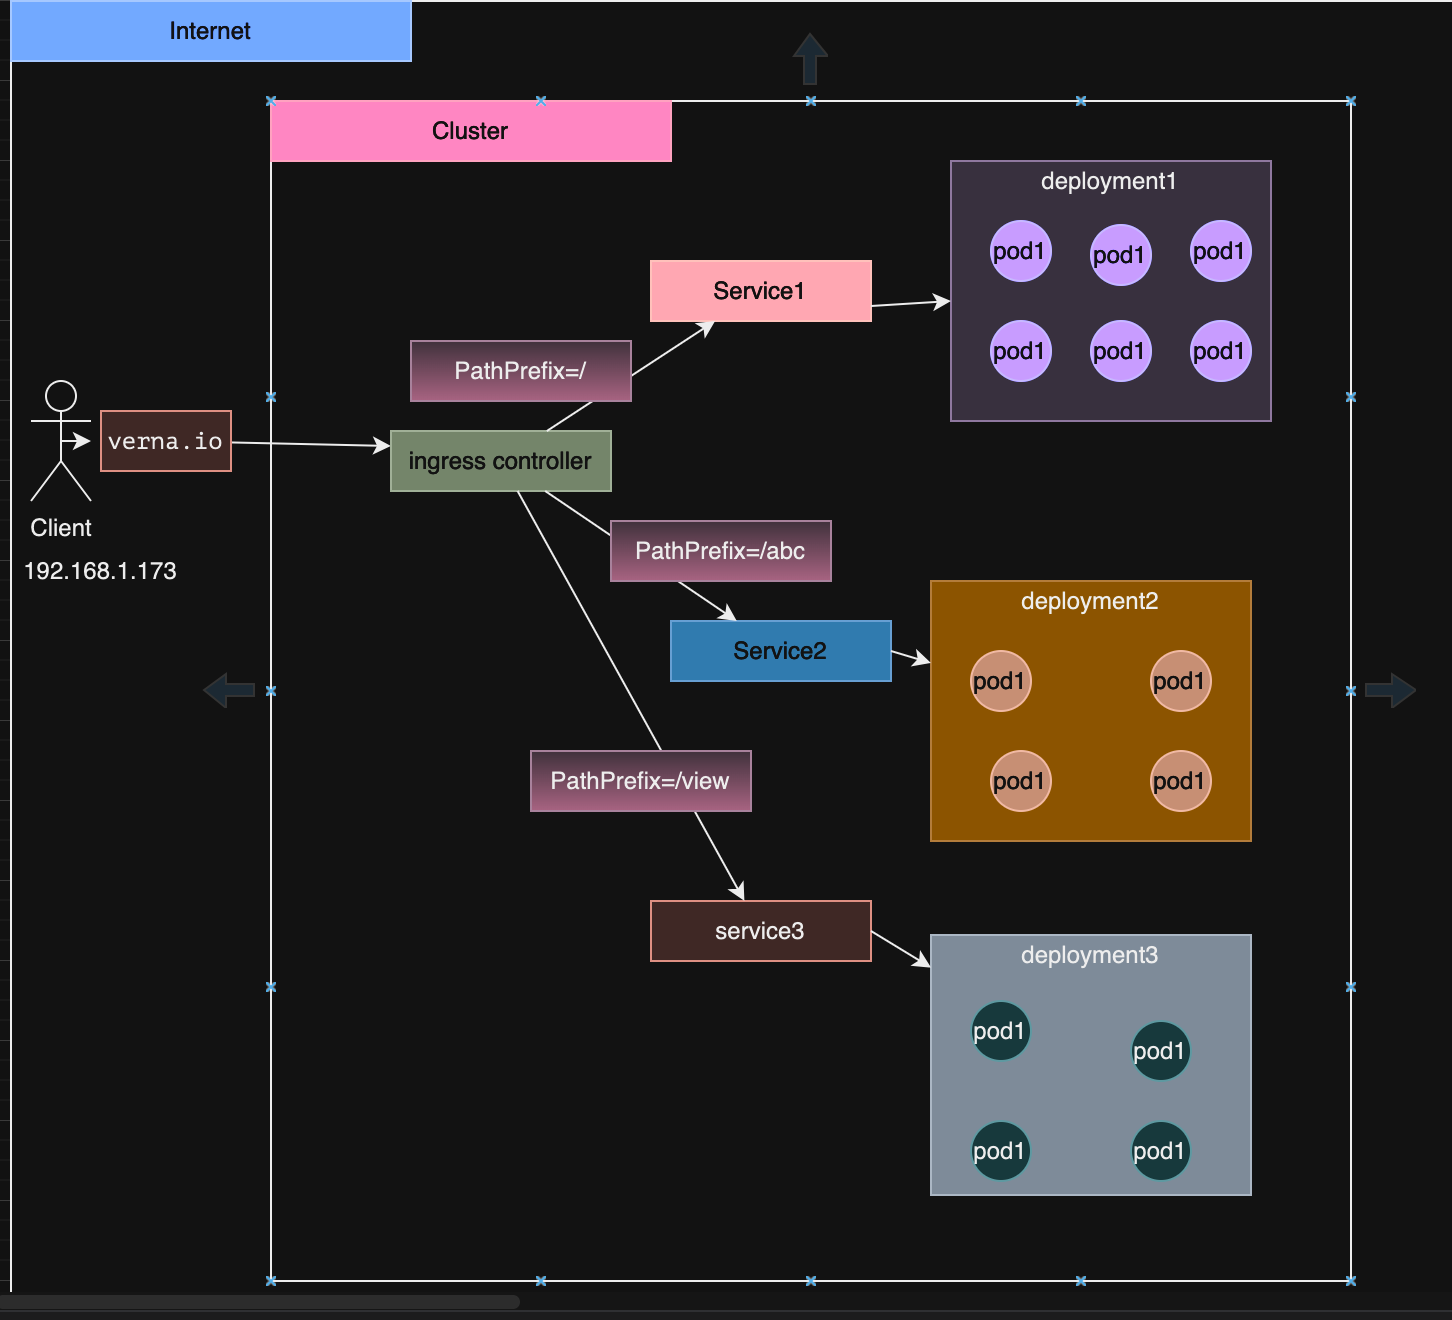 Internet
Cluster
deployment1
pod1
pod1
pod1
pod1
pod1
pod1
Service1
PathPrefix=/
verna.io
ingress controller
Client
192.168.1.173
PathPrefix=/abc
Service2
deployment2
pod1
pod1
pod1
pod1
PathPrefix=/view
service3
deployment3
pod1
pod1
pod1
pod1